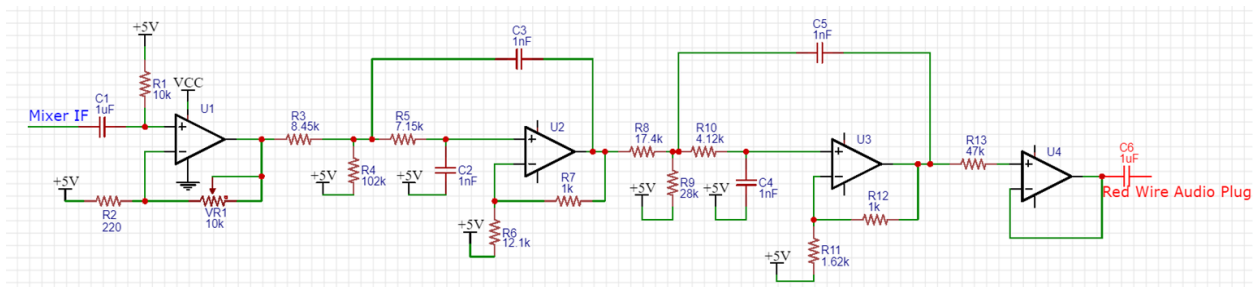 +5V
R1
10k
VCC
U1
C1
1uF
Mixer IF
+
−
+5V
R2
220
VR1
10k
R3
8.45k
+5V
R4
102k
C3
1nF
R5
7.15k
+5V
C2
1nF
U2
+
−
R7
1k
+5V
R6
12.1k
R8
17.4k
+5V
R9
28k
C5
1nF
R10
4.12k
+5V
C4
1nF
U3
+
−
R12
1k
+5V
R11
1.62k
R13
47k
U4
+
−
C6
1uF
Red Wire Audio Plug